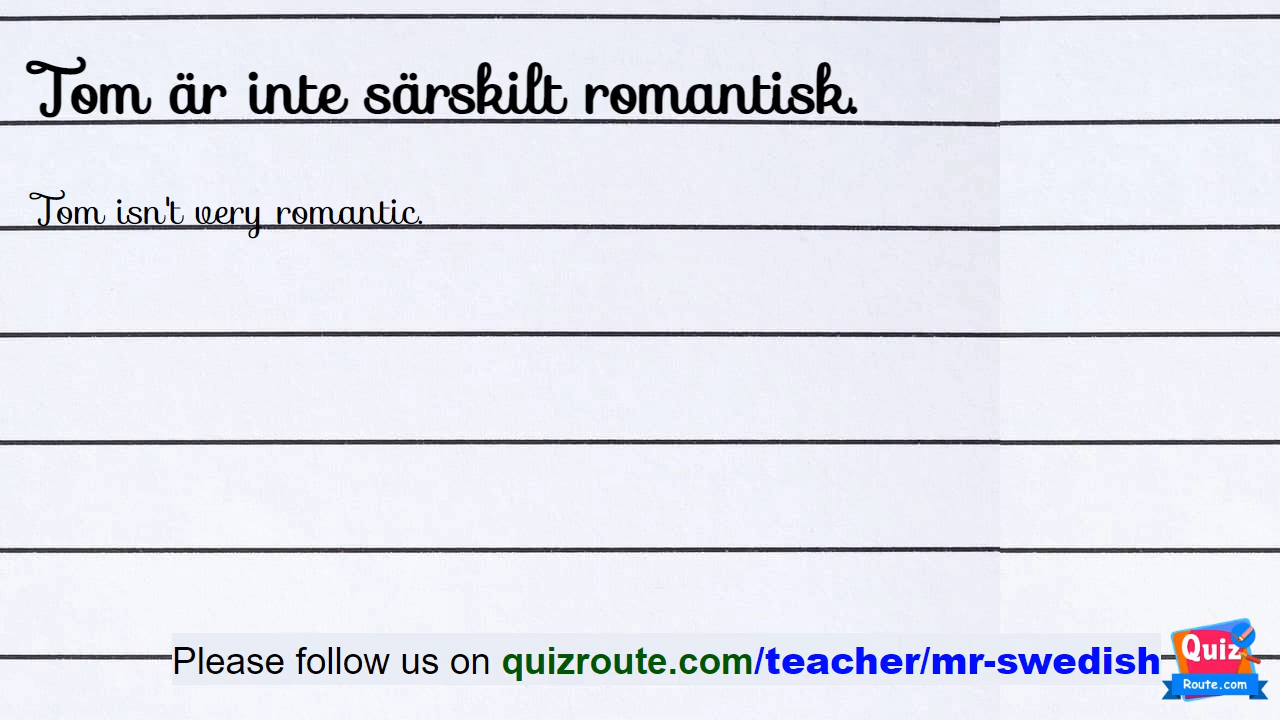 Tom är inte särskilt romantisk.
Tom isn't very romantic.
Please follow us on quizroute.com/teacher/mr-swedish
Quiz
Route.com